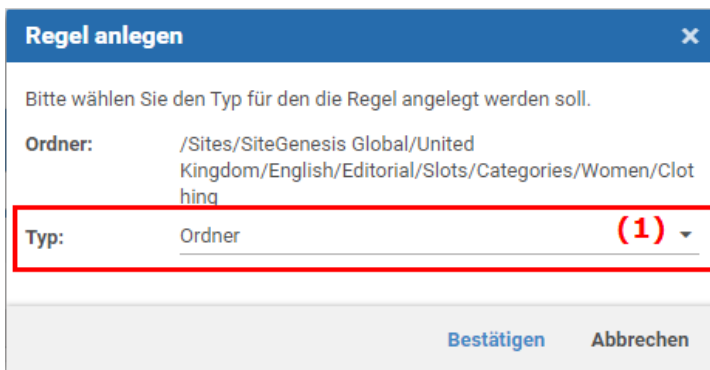 Regel anlegen ×
Bitte wählen Sie den Typ für den die Regel angelegt werden soll.
Ordner: /Sites/SiteGenesis Global/United
Kingdom/English/Editorial/Slots/Categories/Women/Clot
hing
Typ: Ordner (1)
Bestätigen Abbrechen